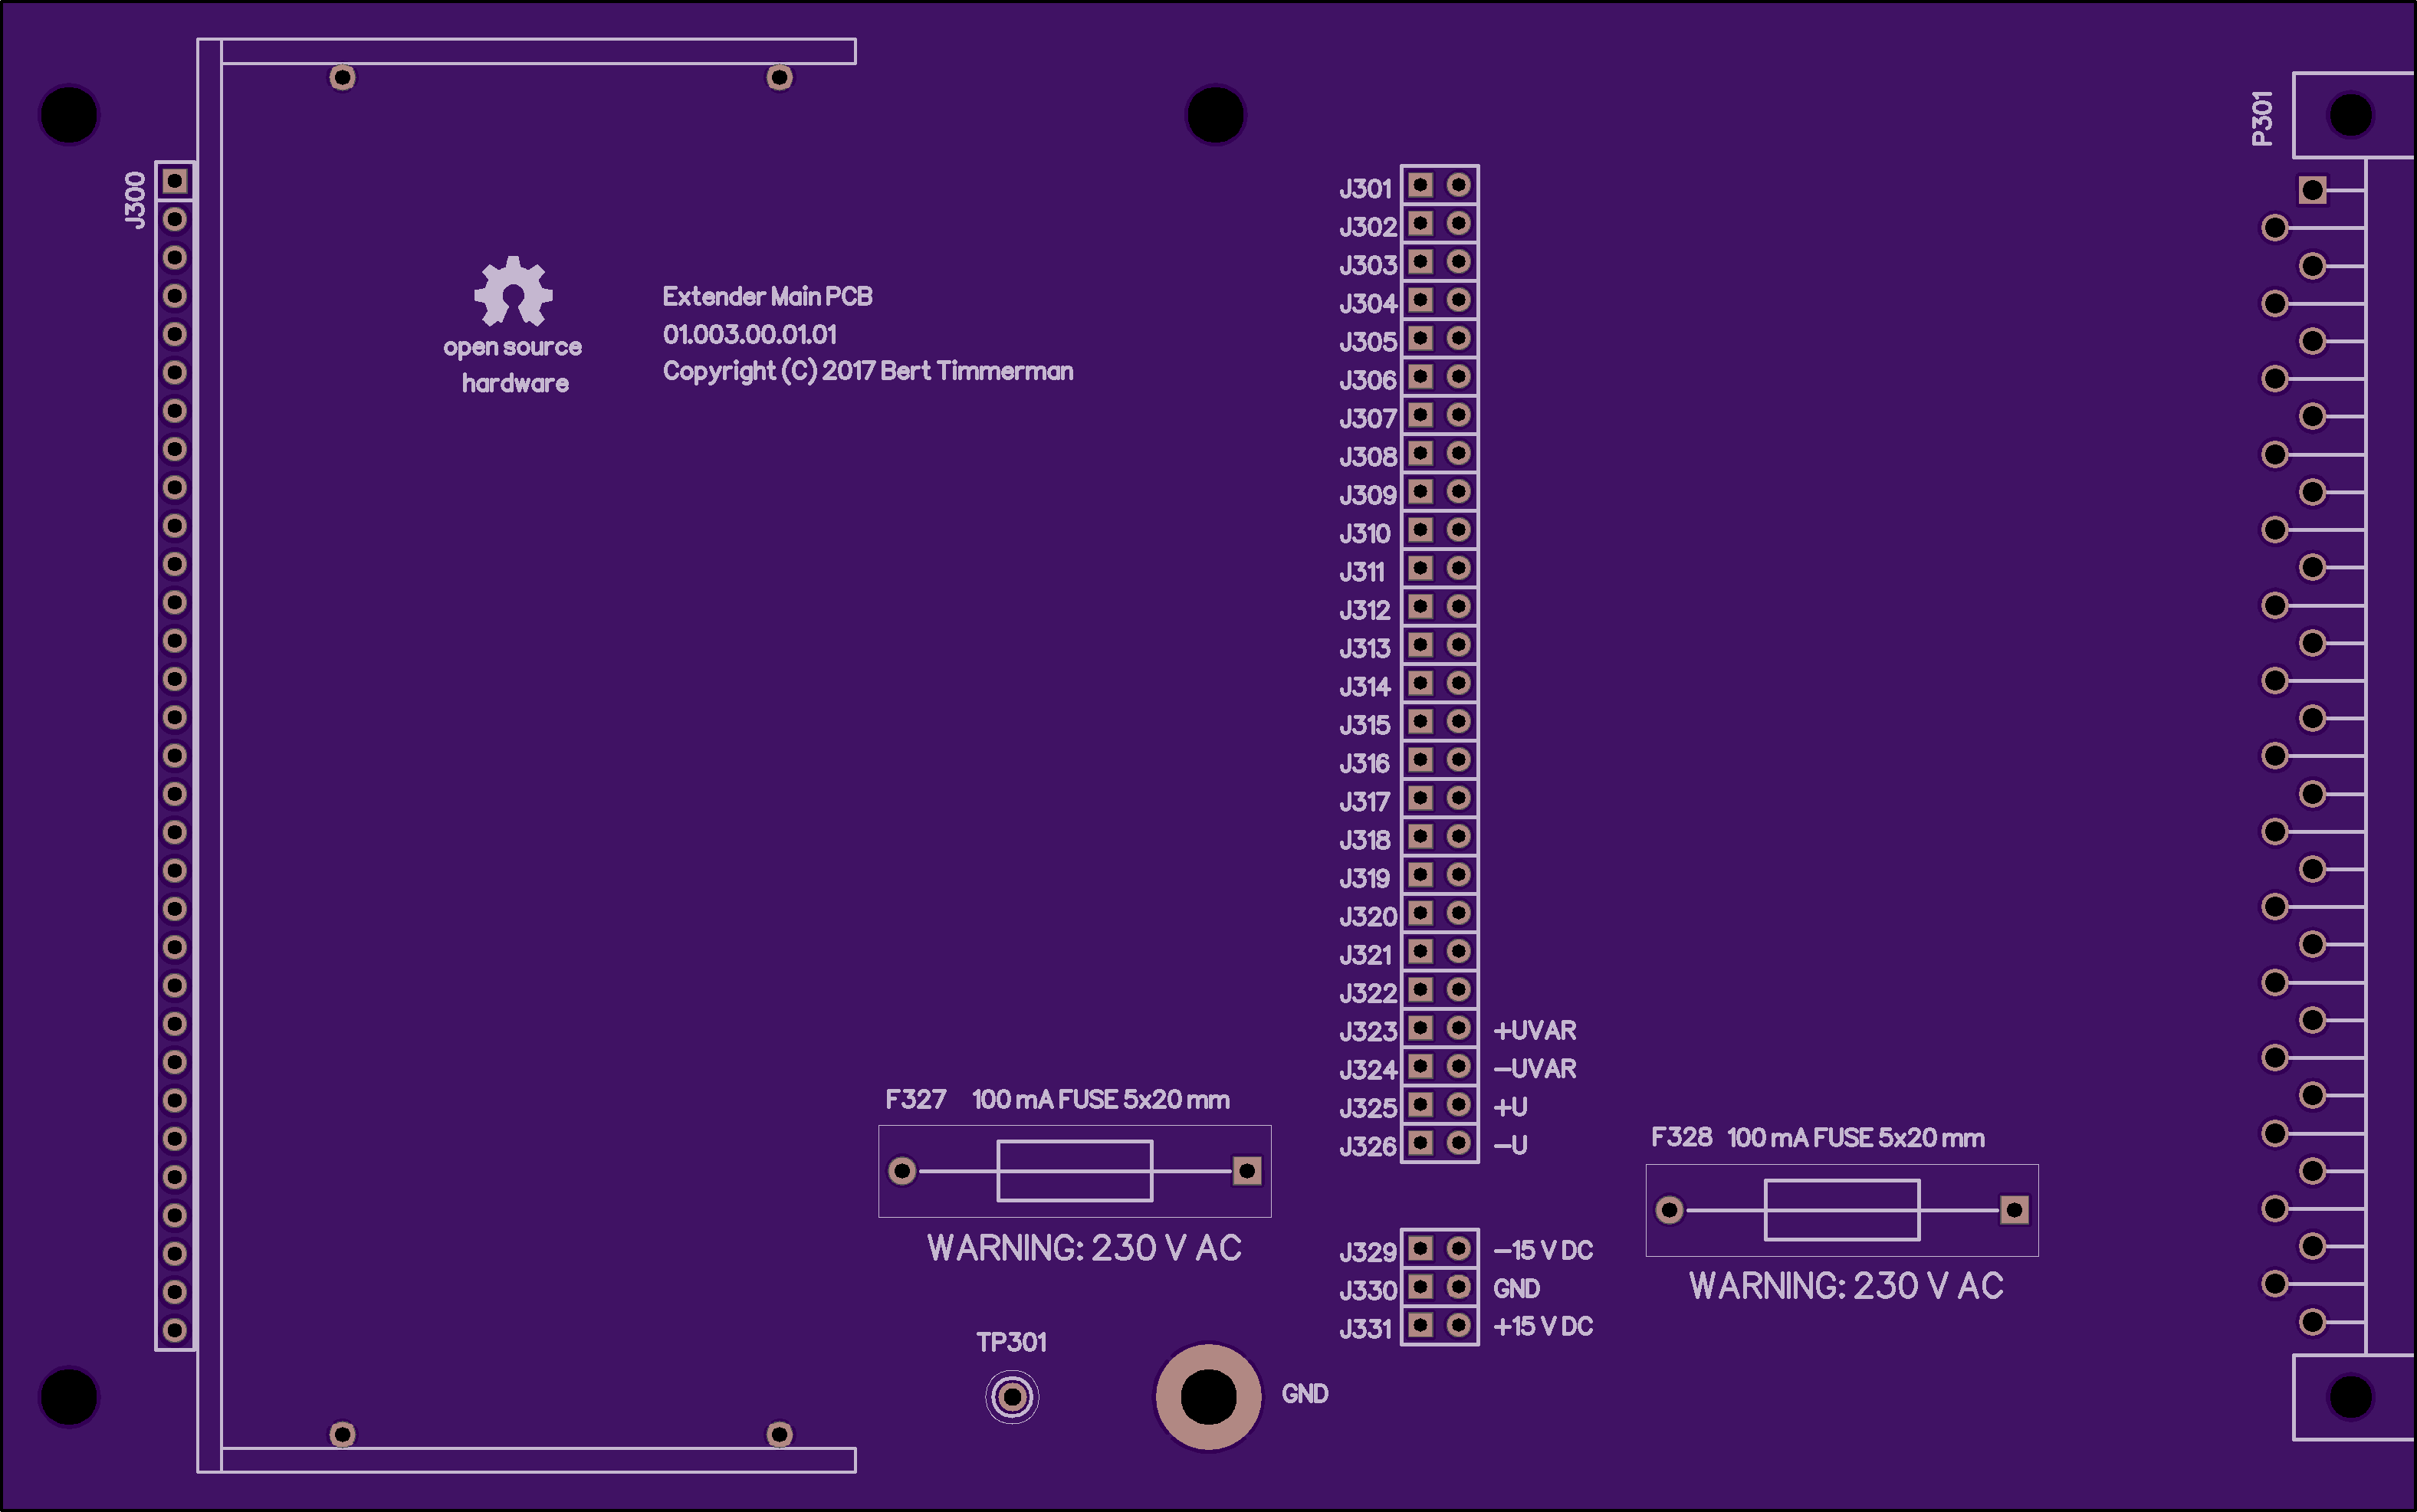 P301
J300
open source
hardware
Extender Main PCB
01.003.00.01.01
Copyright (C) 2017 Bert Timmerman
J301
J302
J303
J304
J305
J306
J307
J308
J309
J310
J311
J312
J313
J314
J315
J316
J317
J318
J319
J320
J321
J322
J323 +UVAR
J324 -UVAR
J325 +U
J326 -U
F327 100 mA FUSE 5x20 mm
WARNING: 230 V AC
F328 100 mA FUSE 5x20 mm
WARNING: 230 V AC
J329 -15 V DC
J330 GND
J331 +15 V DC
TP301
GND